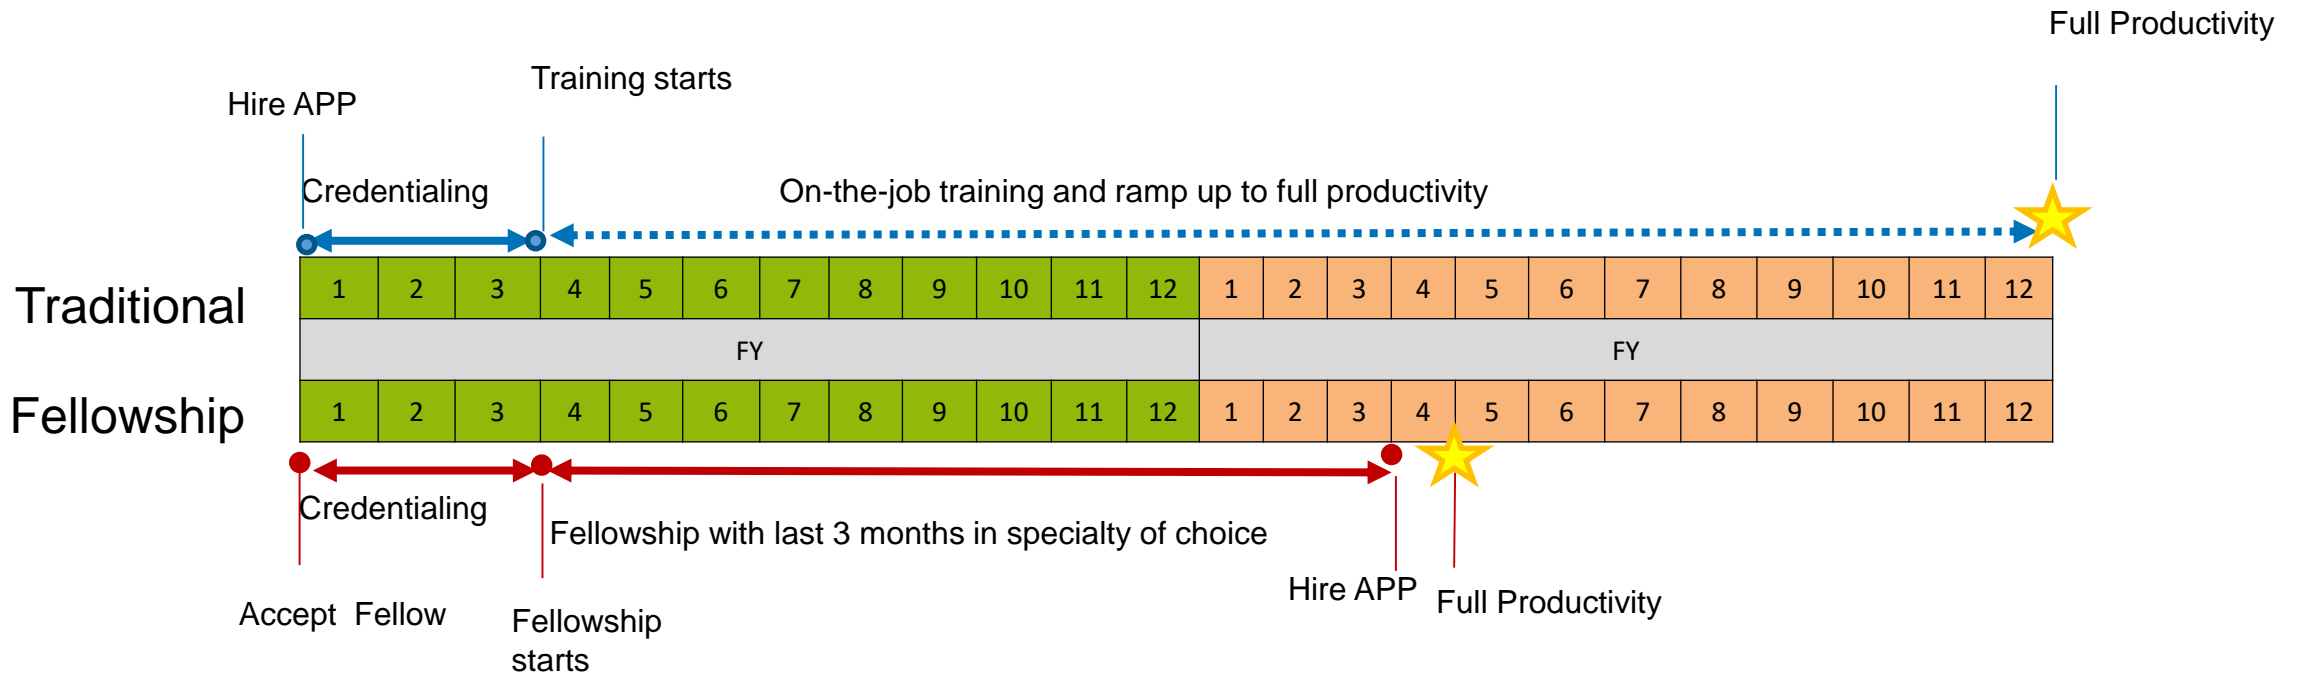 Full Productivity
Training starts
Hire APP
Credentialing
On-the-job training and ramp up to full productivity
Traditional
1 2 3 4 5 6 7 8 9 10 11 12 1 2 3 4 5 6 7 8 9 10 11 12
FY FY
Fellowship
1 2 3 4 5 6 7 8 9 10 11 12 1 2 3 4 5 6 7 8 9 10 11 12
Credentialing
Fellowship with last 3 months in specialty of choice
Hire APP
Full Productivity
Accept Fellow
Fellowship
starts